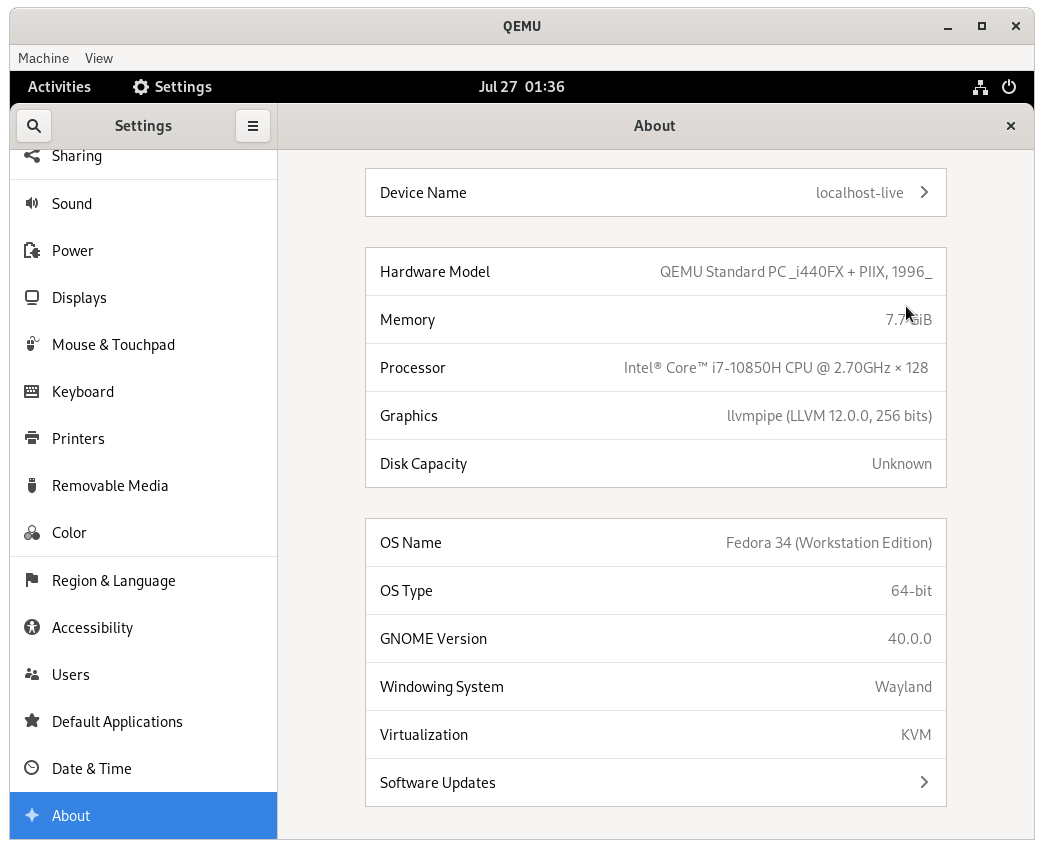 QEMU
Machine View
Activities Settings Jul 27 01:36
Settings About
Sharing
Sound
Power
Displays
Mouse & Touchpad
Keyboard
Printers
Removable Media
Color
Region & Language
Accessibility
Users
Default Applications
Date & Time
About
Device Name localhost-live
Hardware Model QEMU Standard PC _i440FX + PIIX, 1996_
Memory 7.7 GiB
Processor Intel® Core™ i7-10850H CPU @ 2.70GHz × 128
Graphics llvmpipe (LLVM 12.0.0, 256 bits)
Disk Capacity Unknown
OS Name Fedora 34 (Workstation Edition)
OS Type 64-bit
GNOME Version 40.0.0
Windowing System Wayland
Virtualization KVM
Software Updates